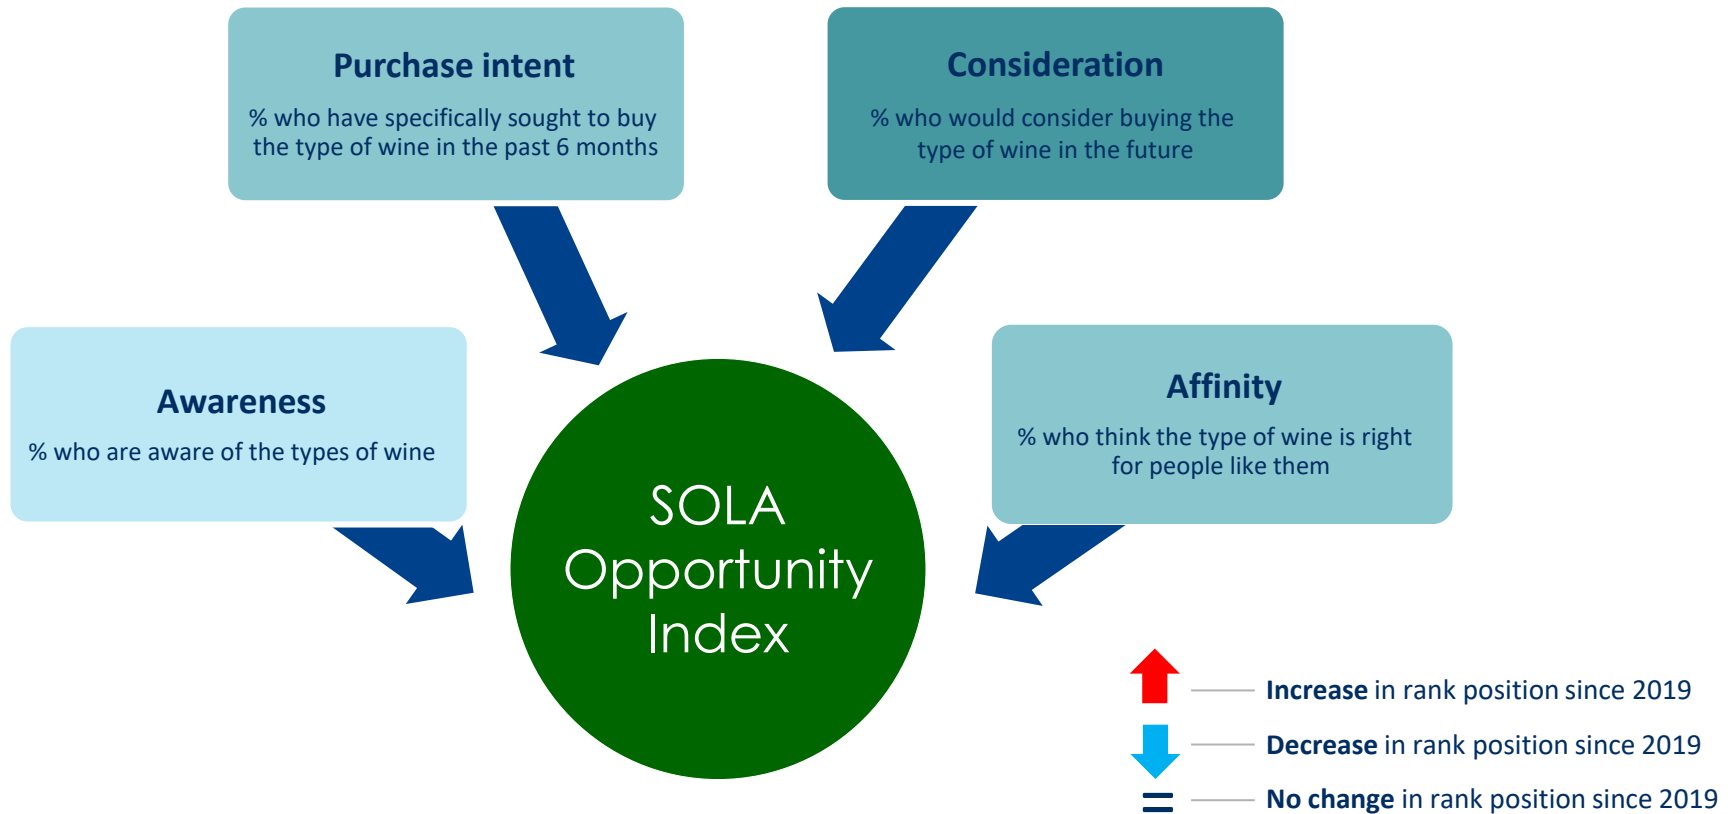 Purchase intent
% who have specifically sought to buy
the type of wine in the past 6 months
Consideration
% who would consider buying the
type of wine in the future
Awareness
% who are aware of the types of wine
Affinity
% who think the type of wine is right
for people like them
SOLA
Opportunity
Index
Increase in rank position since 2019
Decrease in rank position since 2019
= No change in rank position since 2019